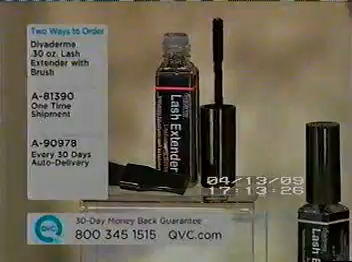 Two Ways to Order
Divaderme
.30 oz. Lash
Extender with
Brush
A-81390
One Time
Shipment
A-90978
Every 30 Days
Auto-Delivery
Lash Extender
04/13/09
17:13:26
QVC
30-Day Money Back Guarantee
800 345 1515 QVC.com